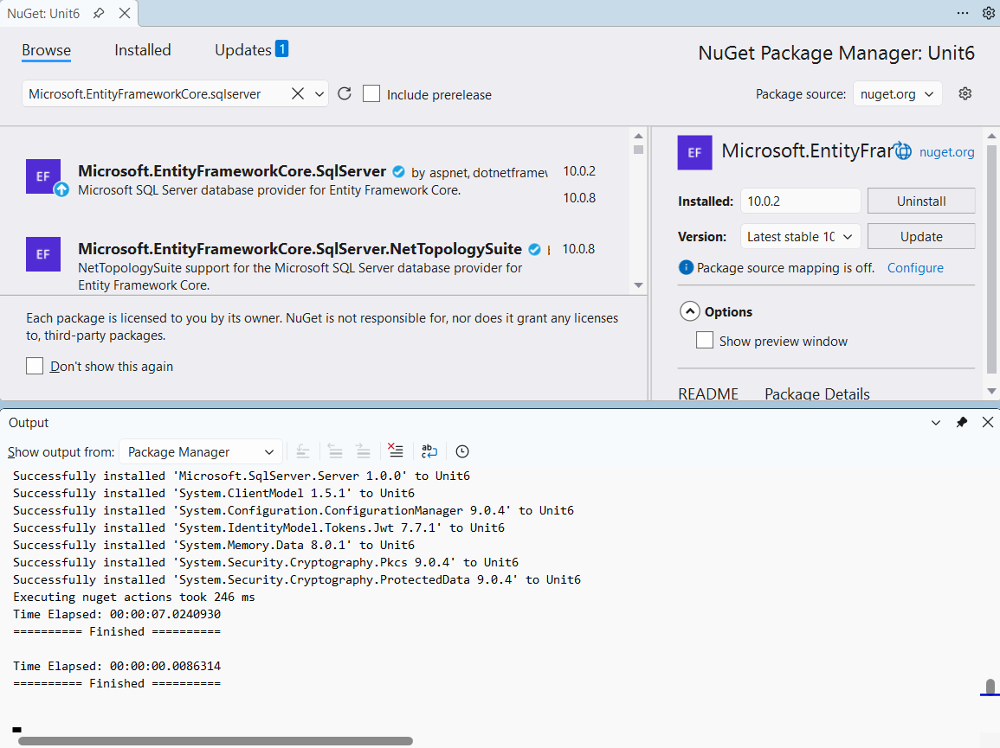 NuGet: Unit6
Browse
Installed
Updates 1
NuGet Package Manager: Unit6
Microsoft.EntityFrameworkCore.sqlserver
Include prerelease
Package source: nuget.org
EF
Microsoft.EntityFrameworkCore.SqlServer by aspnet, dotnetframew 10.0.2
Microsoft SQL Server database provider for Entity Framework Core.
10.0.8
EF
Microsoft.EntityFrameworkCore.SqlServer.NetTopologySuite 10.0.8
NetTopologySuite support for the Microsoft SQL Server database provider for
Entity Framework Core.
Each package is licensed to you by its owner. NuGet is not responsible for, nor does it grant any licenses
to, third-party packages.
Don't show this again
EF
Microsoft.EntityFrar nuget.org
Installed: 10.0.2 Uninstall
Version: Latest stable 10 Update
Package source mapping is off. Configure
Options
Show preview window
README Package Details
Output
Show output from: Package Manager
Successfully installed 'Microsoft.SqlServer.Server 1.0.0' to Unit6
Successfully installed 'System.ClientModel 1.5.1' to Unit6
Successfully installed 'System.Configuration.ConfigurationManager 9.0.4' to Unit6
Successfully installed 'System.IdentityModel.Tokens.Jwt 7.7.1' to Unit6
Successfully installed 'System.Memory.Data 8.0.1' to Unit6
Successfully installed 'System.Security.Cryptography.Pkcs 9.0.4' to Unit6
Successfully installed 'System.Security.Cryptography.ProtectedData 9.0.4' to Unit6
Executing nuget actions took 246 ms
Time Elapsed: 00:00:07.0240930
========== Finished ==========
Time Elapsed: 00:00:00.0086314
========== Finished ==========